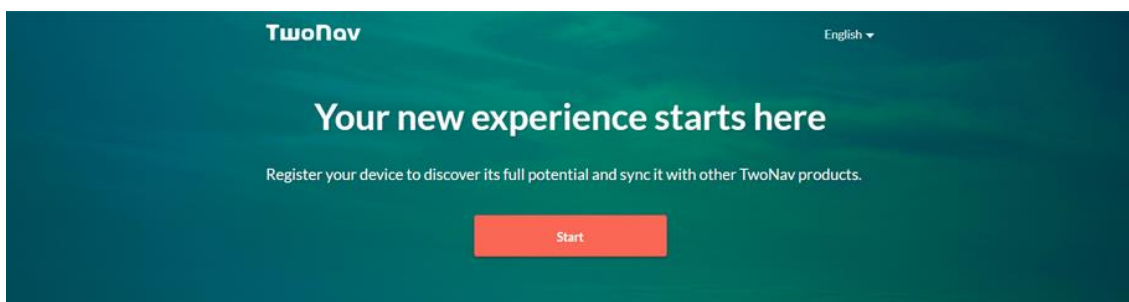 TwoNav
English
Your new experience starts here
Register your device to discover its full potential and sync it with other TwoNav products.
Start